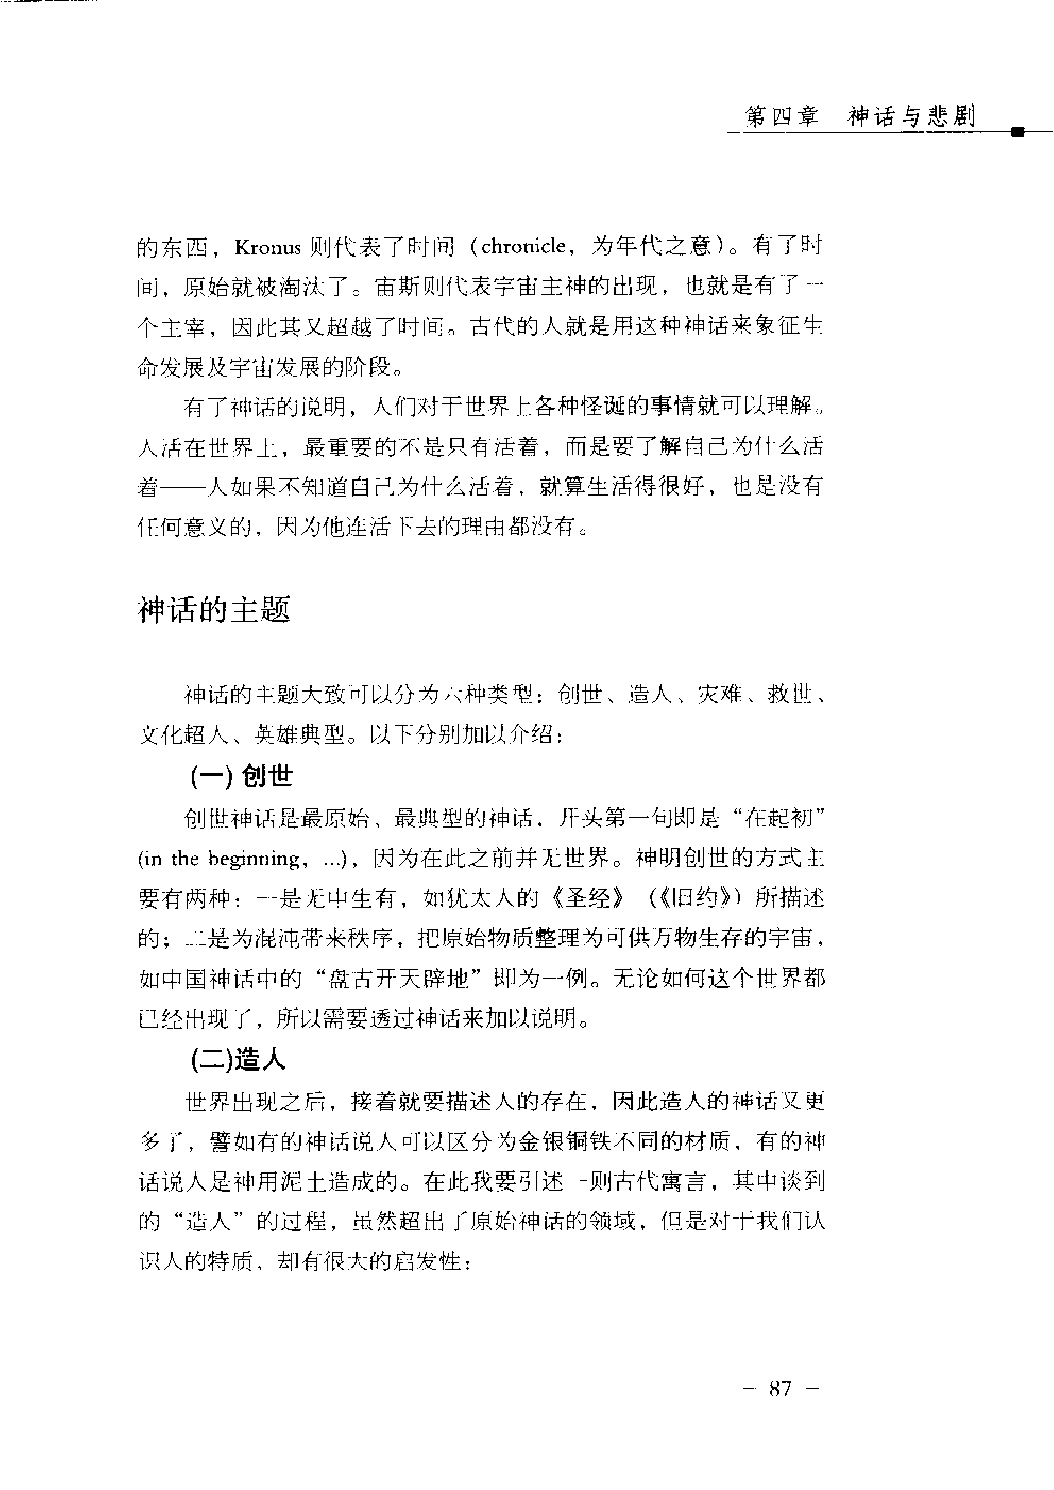 第四章　神话与悲剧
的东西，Kronus 则代表了时间（chronicle，为年代之意）。有了时
间，原始就被淘汰了。宙斯则代表宇宙主神的出现，也就是有了一
个主宰，因此其又超越了时间。古代的人就是用这种神话来象征生
命发展及宇宙发展的阶段。
有了神话的说明，人们对于世界上各种怪诞的事情就可以理解。
人活在世界上，最重要的不是只有活着，而是要了解自己为什么活
着——人如果不知道自己为什么活着，就算生活得很好，也是没有
任何意义的，因为他连活下去的理由都没有。
神话的主题
神话的主题大致可以分为六种类型：创世、造人、灾难、救世、
文化超人、英雄典型。以下分别加以介绍：
(一) 创世
创世神话是最原始、最典型的神话，开头第一句即是“在起初”
(in the beginning，...)，因为在此之前并无世界。神明创世的方式主
要有两种：一是无中生有，如犹太人的《圣经》（《旧约》）所描述
的；二是为混沌带来秩序，把原始物质整理为可供万物生存的宇宙，
如中国神话中的“盘古开天辟地”即为一例。无论如何这个世界都
已经出现了，所以需要透过神话来加以说明。
(二)造人
世界出现之后，接着就要描述人的存在，因此造人的神话又更
多了，譬如有的神话说人可以区分为金银铜铁不同的材质，有的神
话说人是神用泥土造成的。在此我要引述一则古代寓言，其中谈到
的“造人”的过程，虽然超出了原始神话的领域，但是对于我们认
识人的特质，却有很大的启发性：
－ 87 －